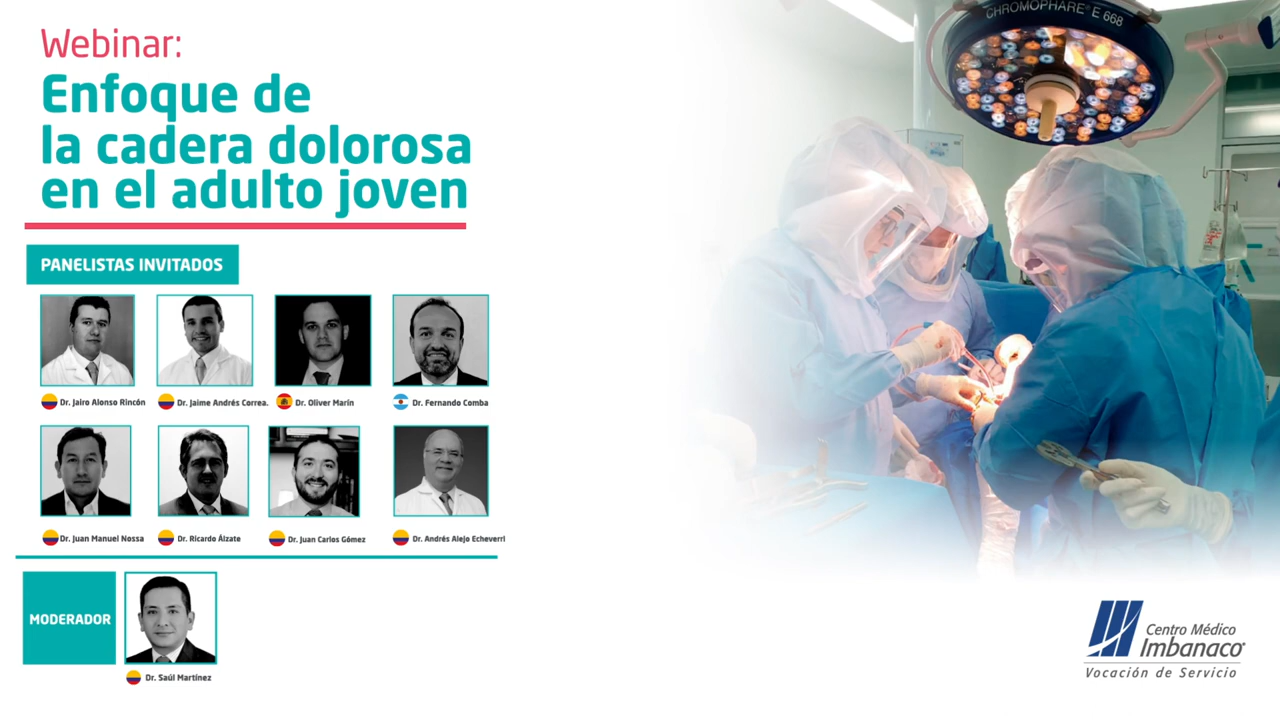 Webinar:
Enfoque de
la cadera dolorosa
en el adulto joven
PANELISTAS INVITADOS
Dr. Jairo Alonso Rincón
Dr. Jaime Andrés Correa.
Dr. Oliver Marín
Dr. Fernando Comba
Dr. Juan Manuel Nossa
Dr. Ricardo Álzate
Dr. Juan Carlos Gómez
Dr. Andrés Alejo Echeverri
MODERADOR
Dr. Saúl Martínez
CHROMOPHARE® E 668
Centro Médico
Imbanaco®
Vocación de Servicio